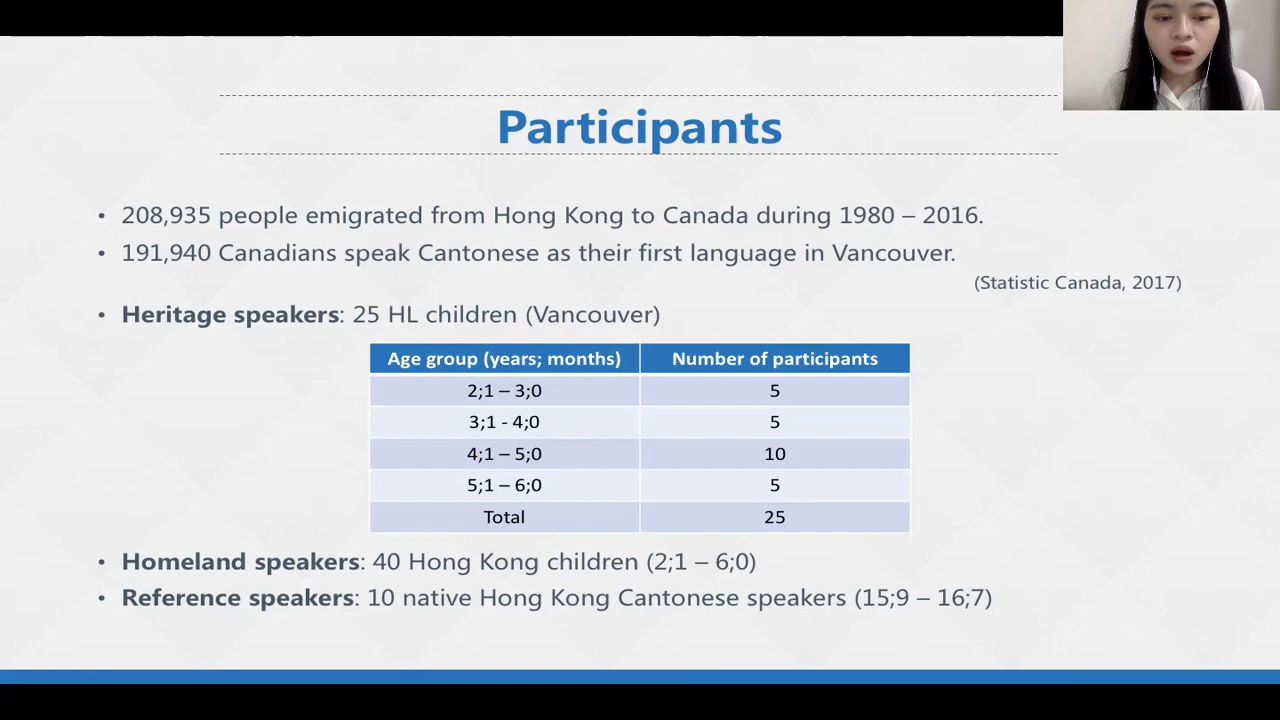 Participants
• 208,935 people emigrated from Hong Kong to Canada during 1980 – 2016.
• 191,940 Canadians speak Cantonese as their first language in Vancouver.
(Statistic Canada, 2017)
• Heritage speakers: 25 HL children (Vancouver)
Age group (years; months) Number of participants
2;1 – 3;0 5
3;1 - 4;0 5
4;1 – 5;0 10
5;1 – 6;0 5
Total 25
• Homeland speakers: 40 Hong Kong children (2;1 – 6;0)
• Reference speakers: 10 native Hong Kong Cantonese speakers (15;9 – 16;7)